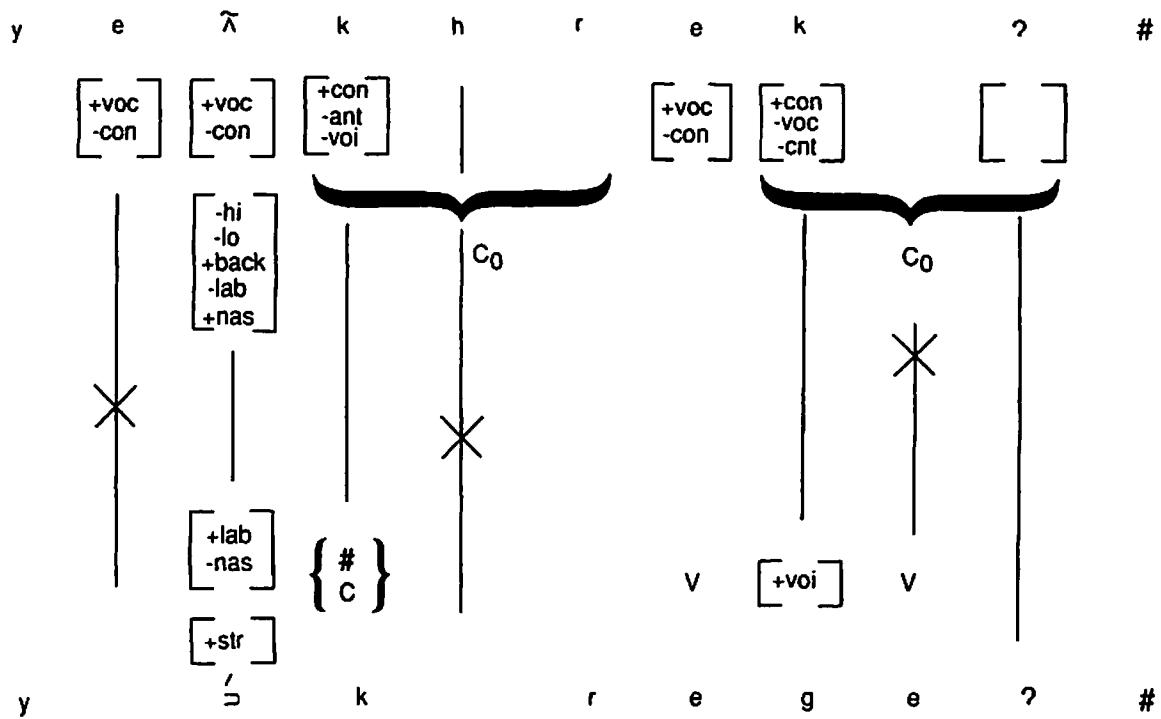 y e ʌ̃ k h r e k ? #
[+voc [+voc [+con [+voc [+con [ ]
-con] -con] -ant -con] -voc
-voi] -cnt]
[-hi
-lo
+back
-lab
+nas]
C₀ C₀
[+lab
-nas]
{#
C}
V [+voi] V
[+str]
y k r e g e ? #